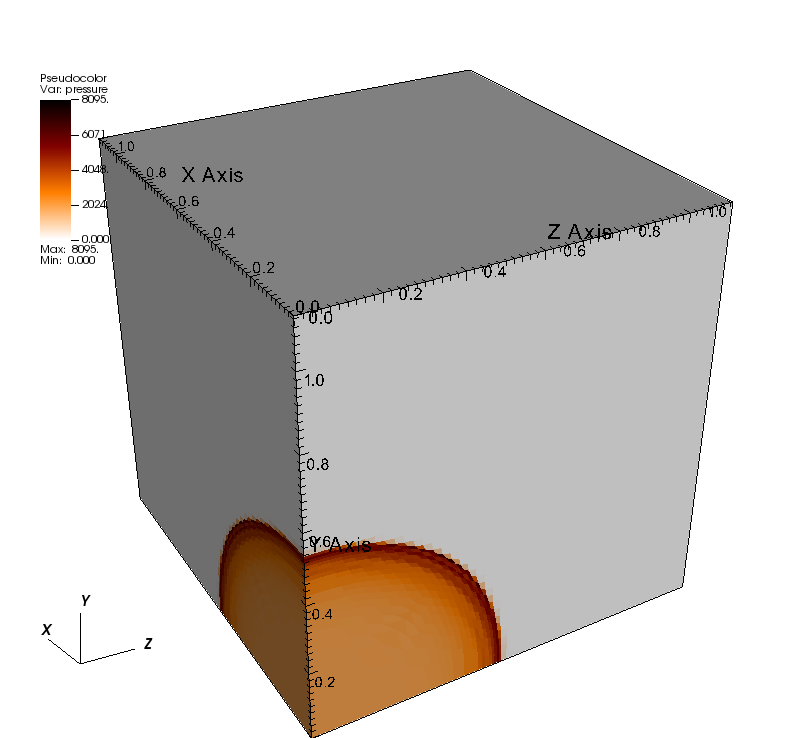 Pseudocolor
Var: pressure
8095.
6071.
4048.
2024.
0.000
Max: 8095.
Min: 0.000
1.0
0.8
X Axis
0.6
0.4
0.2
0.0
0.0
0.2
0.4
0.6
Z Axis
0.8
1.0
1.0
0.8
0.6
Y Axis
0.4
0.2
Y
X
Z